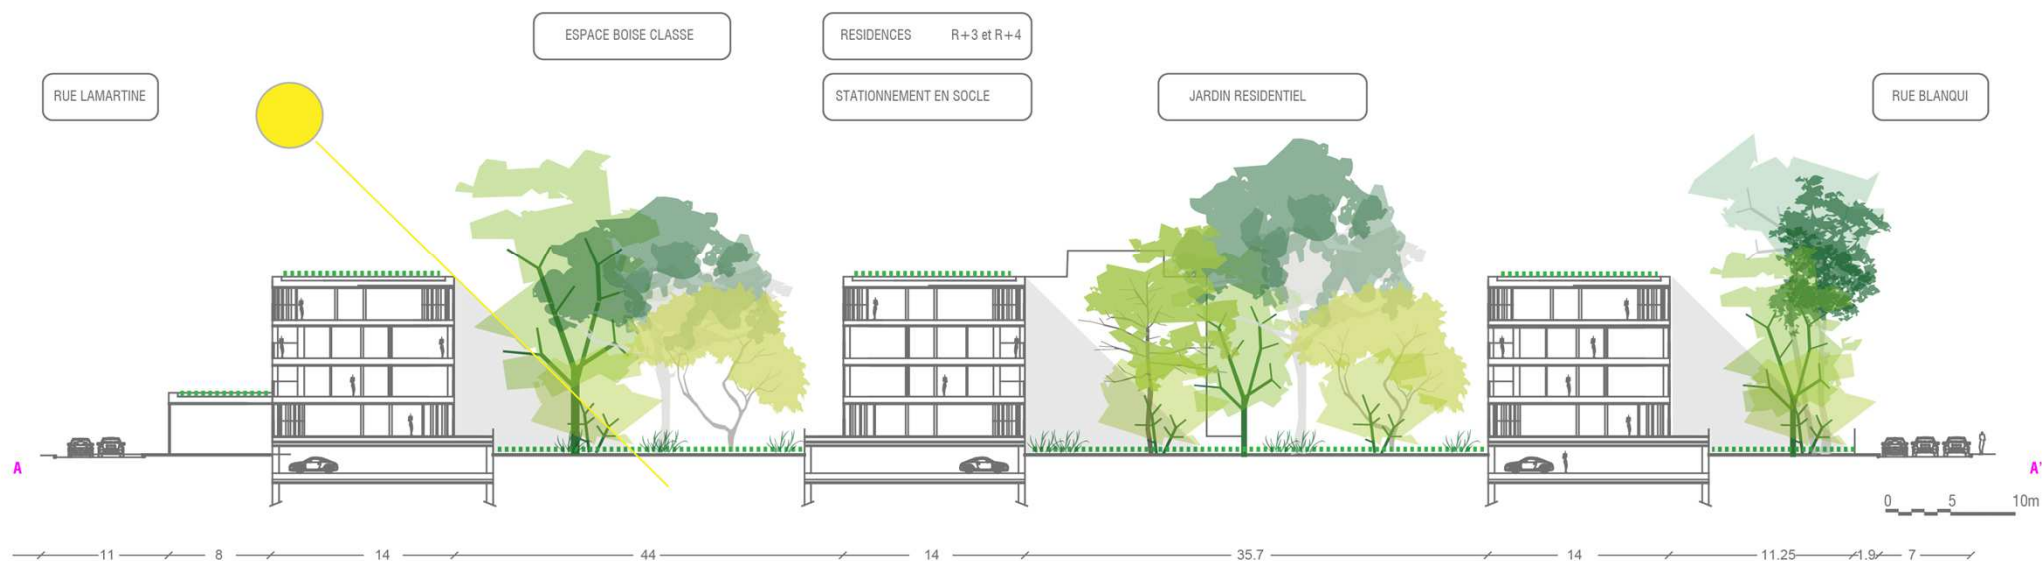 ESPACE BOISE CLASSE
RESIDENCES R+3 et R+4
RUE LAMARTINE
STATIONNEMENT EN SOCLE
JARDIN RESIDENTIEL
RUE BLANQUI
A
A'
0 5 10m
11 8 14 44 14 35.7 14 11.25 1.9 7